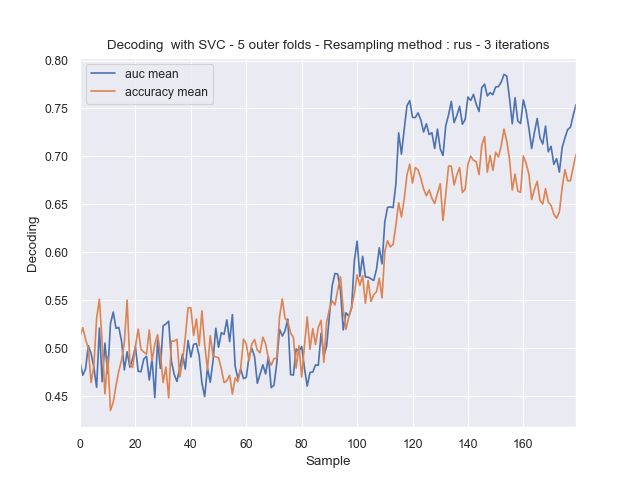 Decoding  with SVC - 5 outer folds - Resampling method : rus - 3 iterations
auc mean
accuracy mean
0.80
0.75
0.70
0.65
0.60
0.55
0.50
0.45
Decoding
0 20 40 60 80 100 120 140 160
Sample